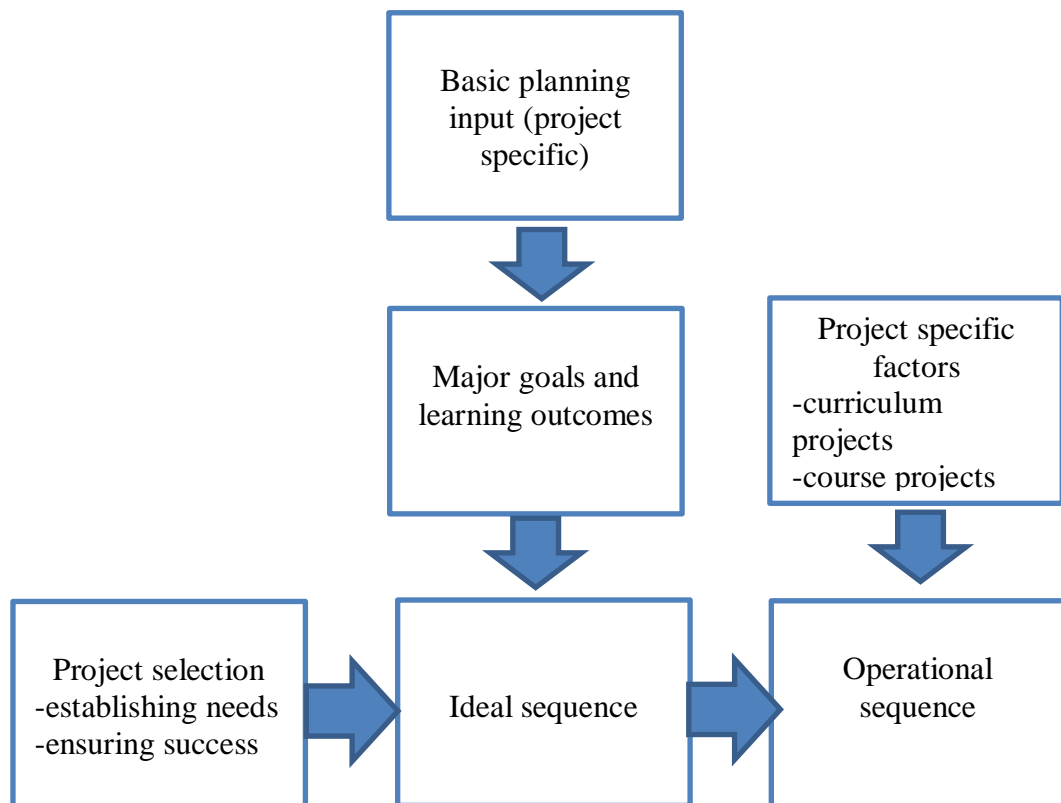 Basic planning
input (project
specific)
Major goals and
learning outcomes
Project specific
factors
-curriculum
projects
-course projects
Project selection
-establishing needs
-ensuring success
Ideal sequence
Operational
sequence